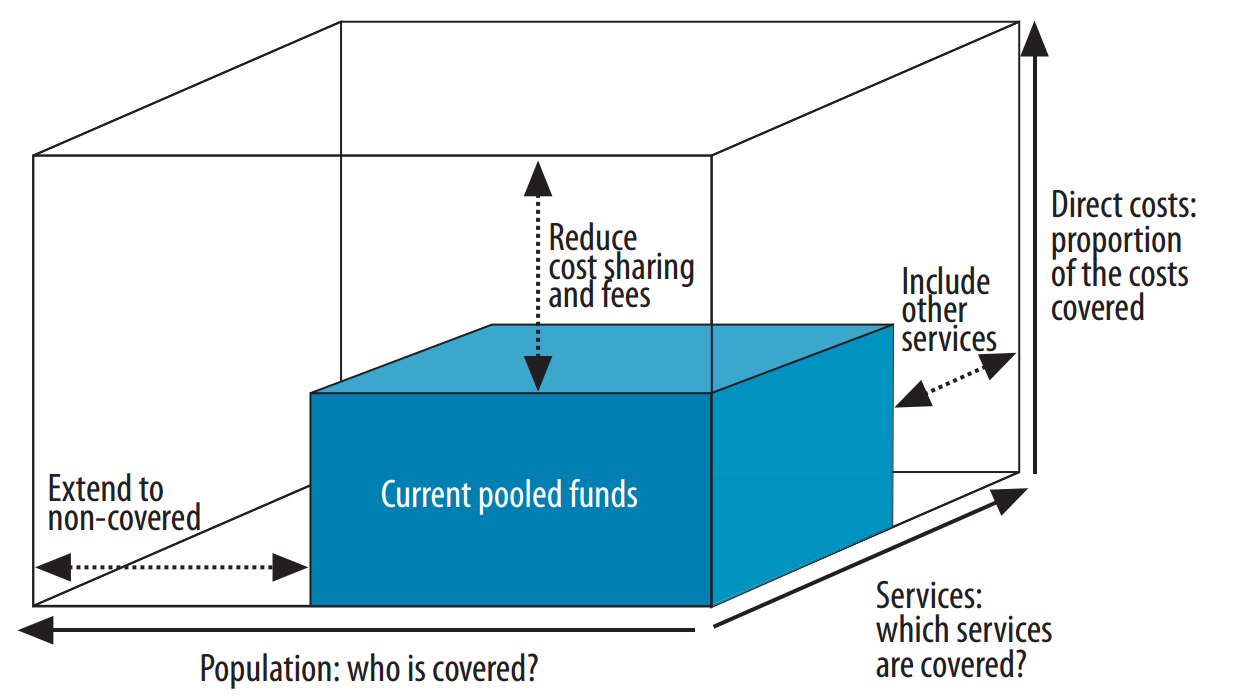 Reduce
cost sharing
and fees
Direct costs:
proportion
of the costs
covered
Include
other
services
Extend to
non-covered
Current pooled funds
Services:
which services
are covered?
Population: who is covered?